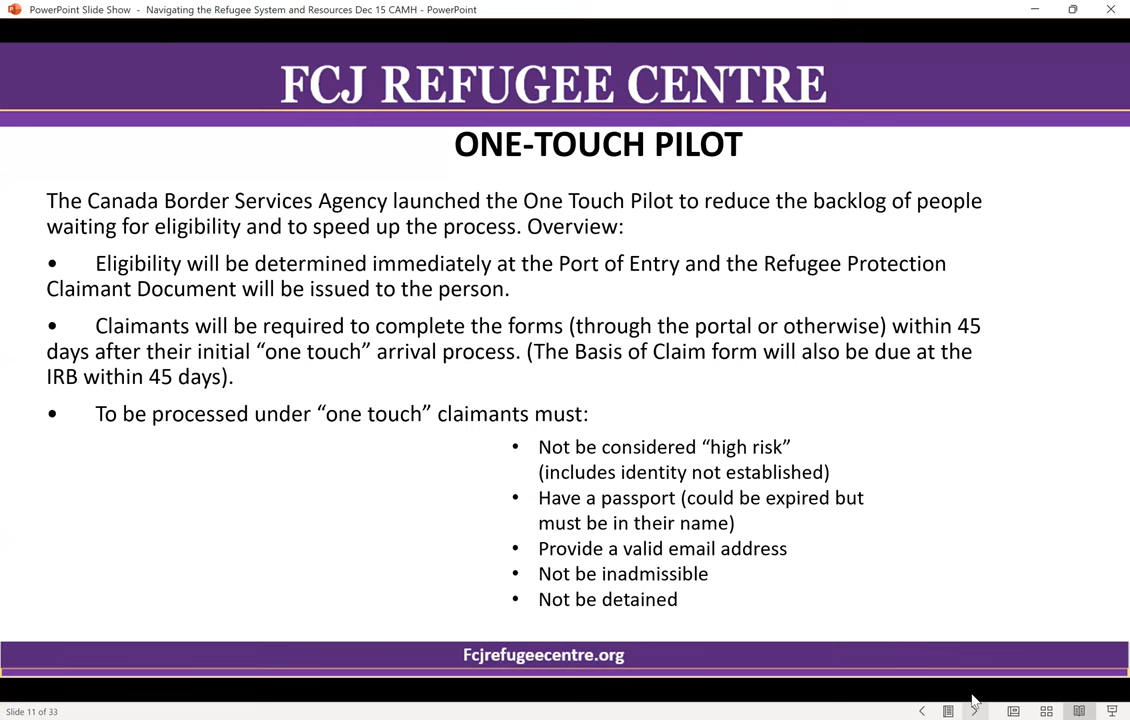 PowerPoint Slide Show - Navigating the Refugee System and Resources Dec 15 CAMH - PowerPoint
FCJ REFUGEE CENTRE
ONE-TOUCH PILOT
The Canada Border Services Agency launched the One Touch Pilot to reduce the backlog of people
waiting for eligibility and to speed up the process. Overview:
• Eligibility will be determined immediately at the Port of Entry and the Refugee Protection
Claimant Document will be issued to the person.
• Claimants will be required to complete the forms (through the portal or otherwise) within 45
days after their initial “one touch” arrival process. (The Basis of Claim form will also be due at the
IRB within 45 days).
• To be processed under “one touch” claimants must:
• Not be considered “high risk”
(includes identity not established)
• Have a passport (could be expired but
must be in their name)
• Provide a valid email address
• Not be inadmissible
• Not be detained
Fcjrefugeecentre.org
Slide 11 of 33